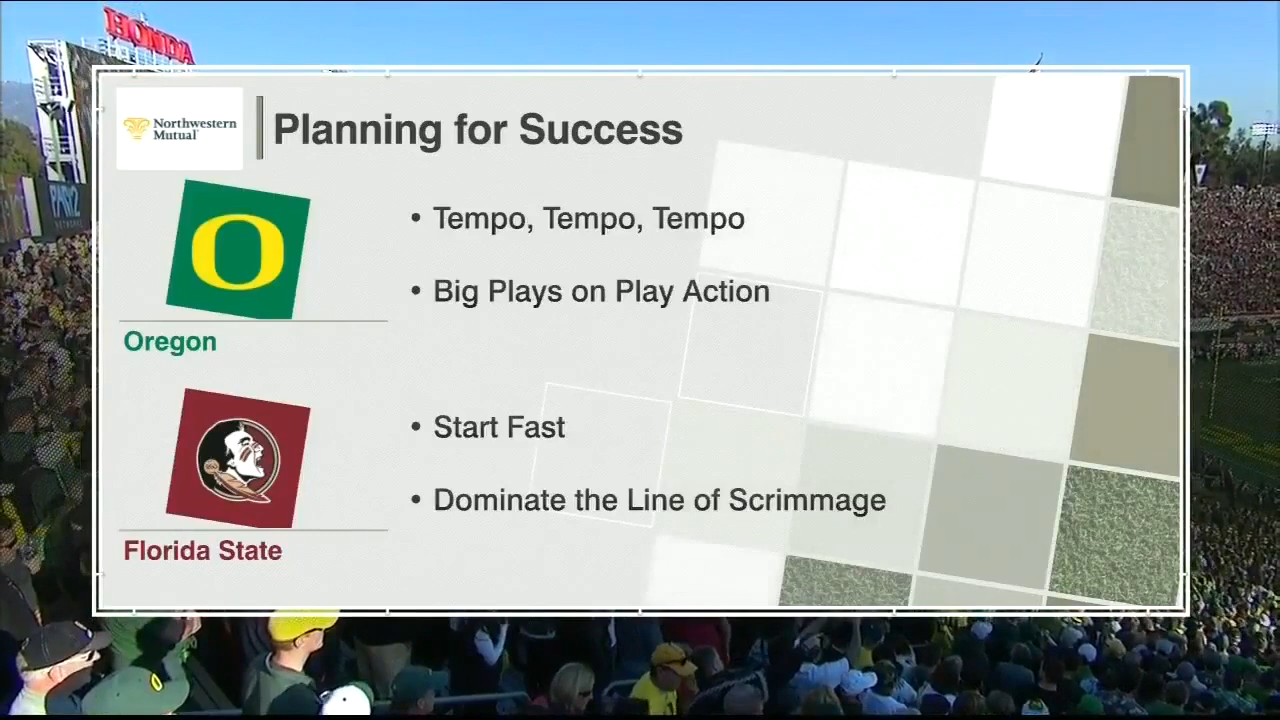 HONDA
Northwestern
Mutual
Planning for Success
O
• Tempo, Tempo, Tempo
• Big Plays on Play Action
Oregon
• Start Fast
• Dominate the Line of Scrimmage
Florida State